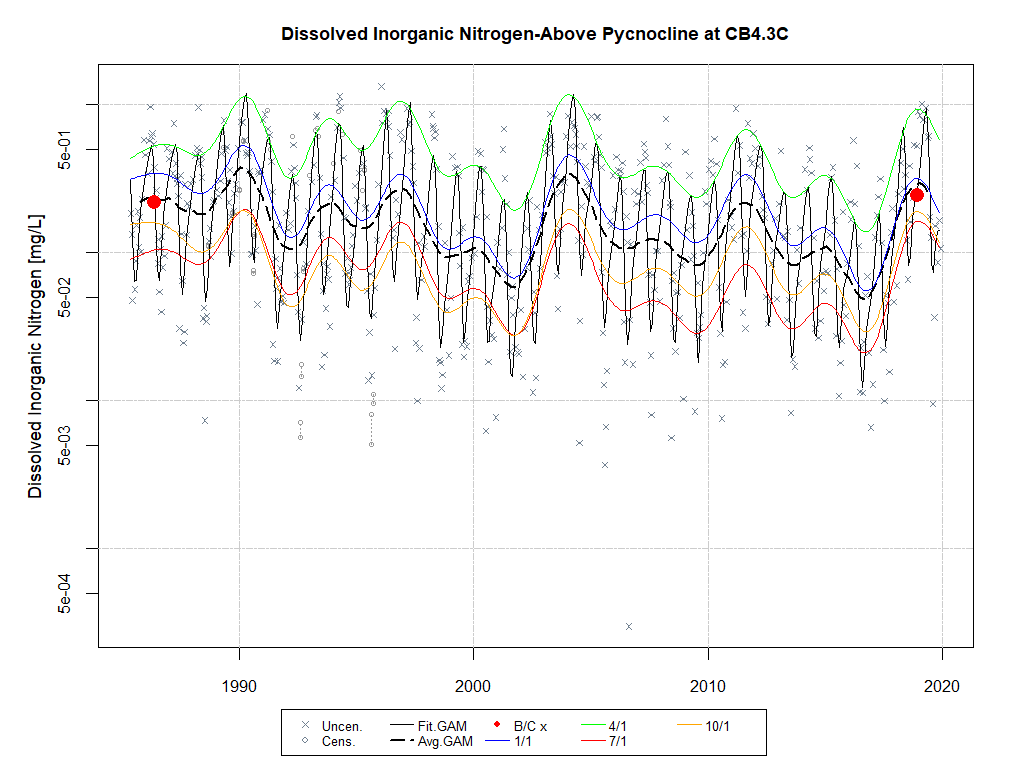 Dissolved Inorganic Nitrogen-Above Pycnocline at CB4.3C
Dissolved Inorganic Nitrogen [mg/L]
5e-01
5e-02
5e-03
5e-04
1990 2000 2010 2020
Uncen. Fit.GAM B/C x 4/1 10/1
Cens. Avg.GAM 1/1 7/1